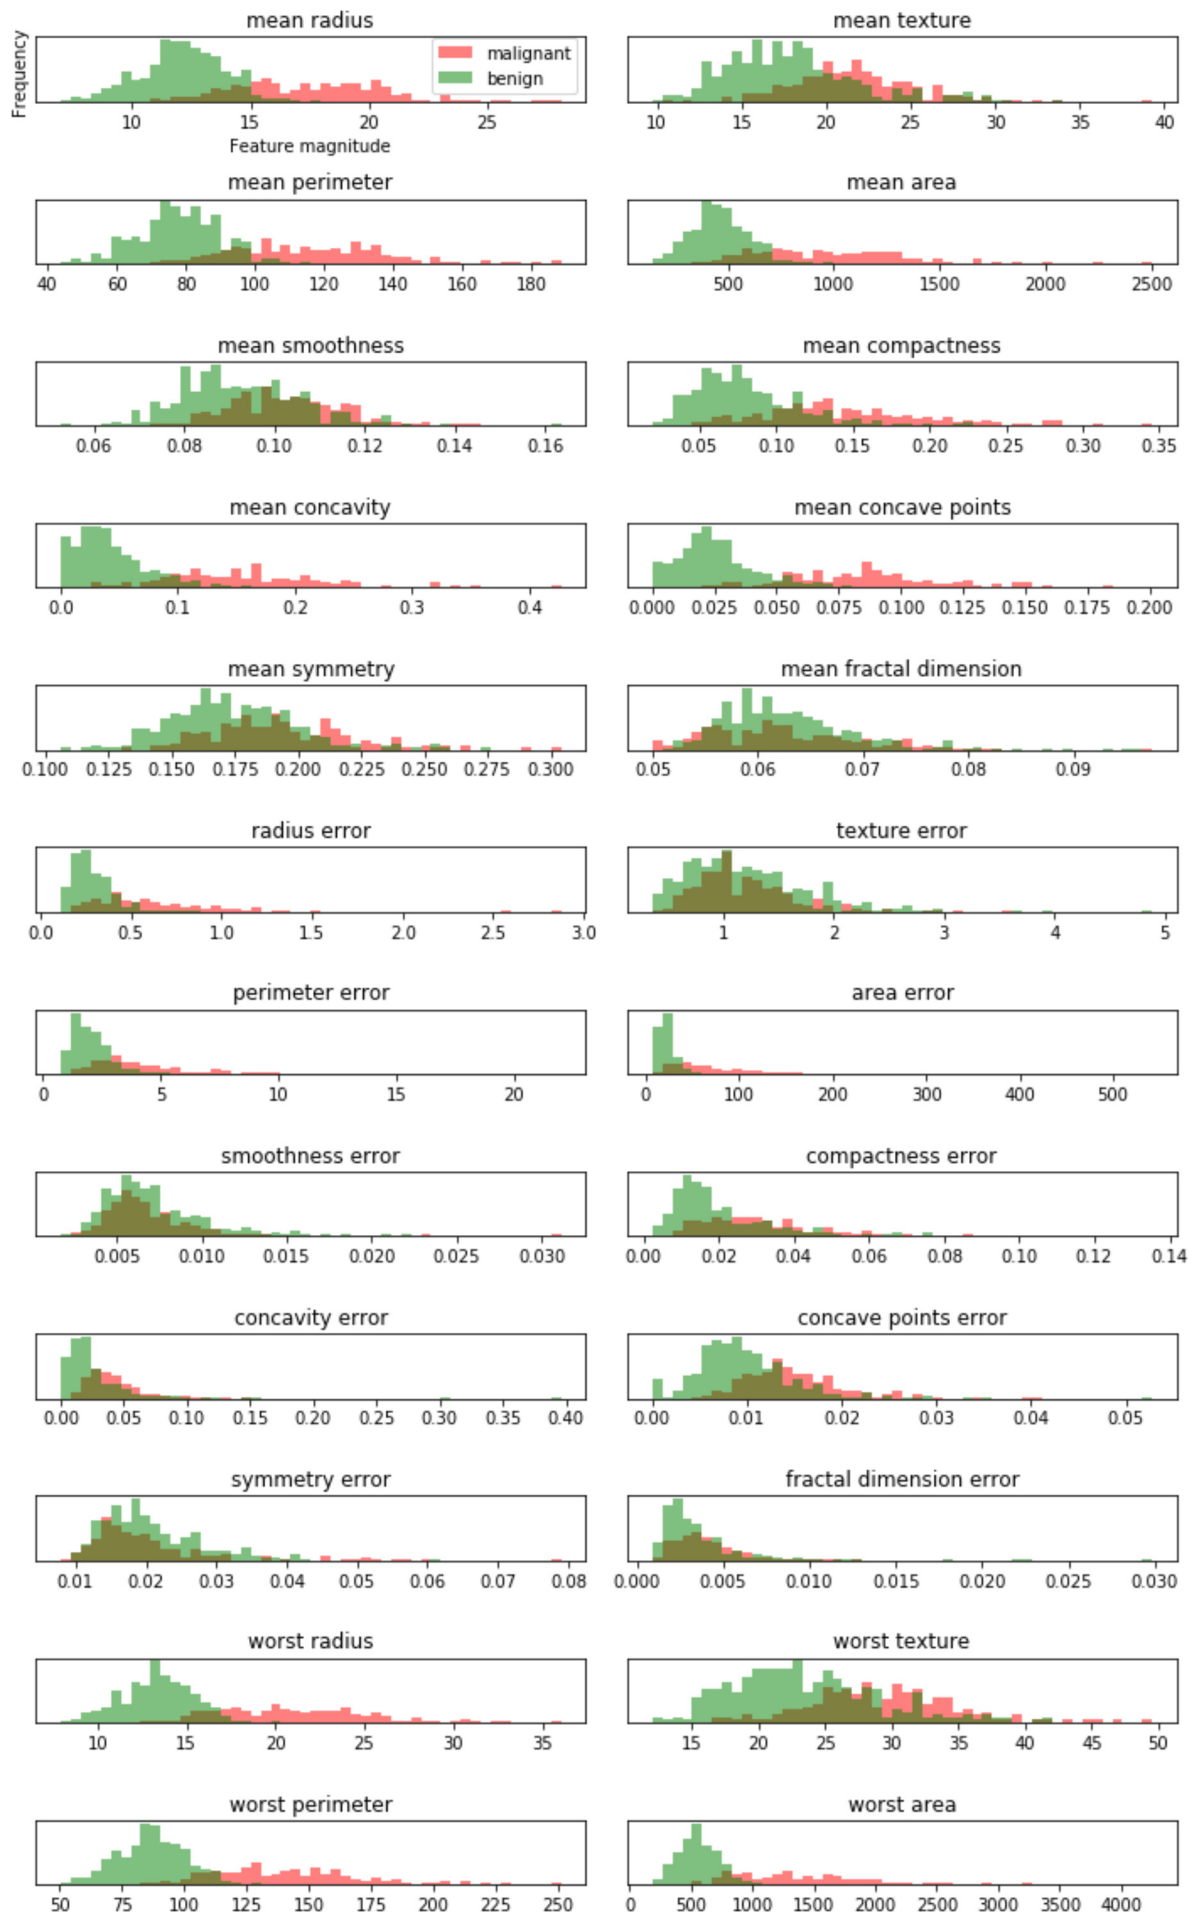 mean radius
Frequency
malignant
benign
10 15 20 25
Feature magnitude
mean texture
10 15 20 25 30 35 40
mean perimeter
40 60 80 100 120 140 160 180
mean area
500 1000 1500 2000 2500
mean smoothness
0.06 0.08 0.10 0.12 0.14 0.16
mean compactness
0.05 0.10 0.15 0.20 0.25 0.30 0.35
mean concavity
0.0 0.1 0.2 0.3 0.4
mean concave points
0.000 0.025 0.050 0.075 0.100 0.125 0.150 0.175 0.200
mean symmetry
0.100 0.125 0.150 0.175 0.200 0.225 0.250 0.275 0.300
mean fractal dimension
0.05 0.06 0.07 0.08 0.09
radius error
0.0 0.5 1.0 1.5 2.0 2.5 3.0
texture error
1 2 3 4 5
perimeter error
0 5 10 15 20
area error
0 100 200 300 400 500
smoothness error
0.005 0.010 0.015 0.020 0.025 0.030
compactness error
0.00 0.02 0.04 0.06 0.08 0.10 0.12 0.14
concavity error
0.00 0.05 0.10 0.15 0.20 0.25 0.30 0.35 0.40
concave points error
0.00 0.01 0.02 0.03 0.04 0.05
symmetry error
0.01 0.02 0.03 0.04 0.05 0.06 0.07 0.08
fractal dimension error
0.000 0.005 0.010 0.015 0.020 0.025 0.030
worst radius
10 15 20 25 30 35
worst texture
15 20 25 30 35 40 45 50
worst perimeter
50 75 100 125 150 175 200 225 250
worst area
0 500 1000 1500 2000 2500 3000 3500 4000